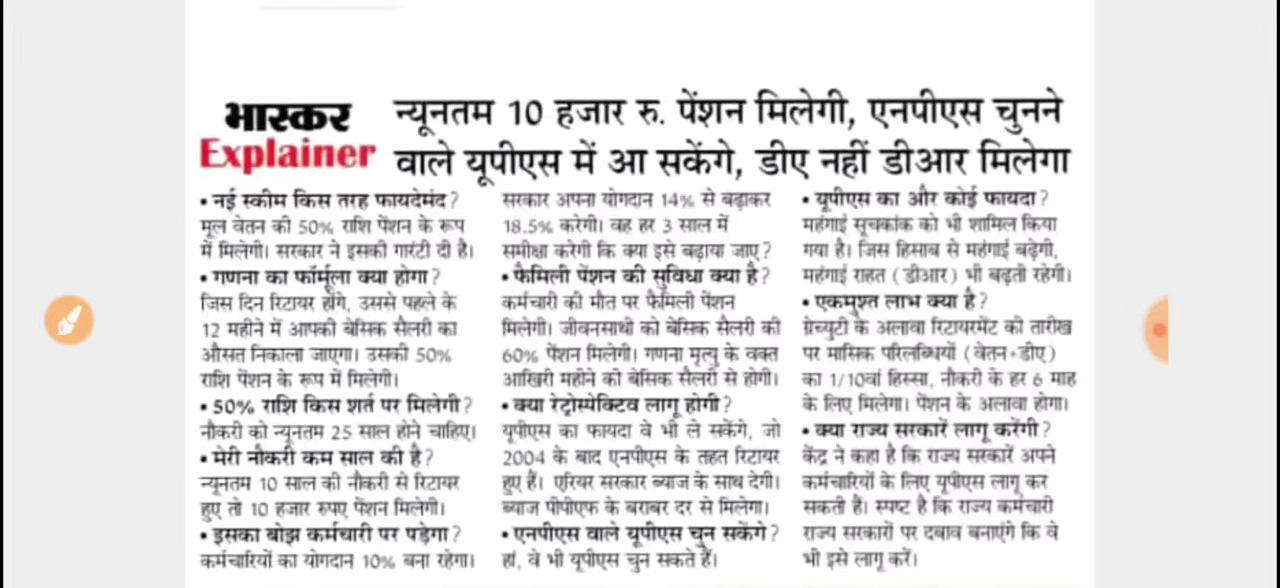 भास्कर
Explainer
न्यूनतम 10 हजार रु. पेंशन मिलेगी, एनपीएस चुनने
वाले यूपीएस में आ सकेंगे, डीए नहीं डीआर मिलेगा
• नई स्कीम किस तरह फायदेमंद?
मूल वेतन की 50% राशि पेंशन के रूप
में मिलेगी। सरकार ने इसकी गारंटी दी है।
• गणना का फॉर्मूला क्या होगा?
जिस दिन रिटायर होंगे, उससे पहले के
12 महीने में आपकी बेसिक सैलरी का
औसत निकाला जाएगा। उसकी 50%
राशि पेंशन के रूप में मिलेगी।
• 50% राशि किस शर्त पर मिलेगी?
नौकरी को न्यूनतम 25 साल होने चाहिए।
• मेरी नौकरी कम साल की है?
न्यूनतम 10 साल की नौकरी से रिटायर
हुए तो 10 हजार रुपए पेंशन मिलेगी।
• इसका बोझ कर्मचारी पर पड़ेगा?
कर्मचारियों का योगदान 10% बना रहेगा।
सरकार अपना योगदान 14% से बढ़ाकर
18.5% करेगी। वह हर 3 साल में
समीक्षा करेगी कि क्या इसे बढ़ाया जाए?
• फैमिली पेंशन की सुविधा क्या है?
कर्मचारी की मौत पर फैमिली पेंशन
मिलेगी। जीवनसाथी को बेसिक सैलरी की
60% पेंशन मिलेगी। गणना मृत्यु के वक्त
आखिरी महीने की बेसिक सैलरी से होगी।
• क्या रेट्रोस्पेक्टिव लागू होगी?
यूपीएस का फायदा वे भी ले सकेंगे, जो
2004 के बाद एनपीएस के तहत रिटायर
हुए हैं। एरियर सरकार ब्याज के साथ देगी।
ब्याज पीपीएफ के बराबर दर से मिलेगा।
• एनपीएस वाले यूपीएस चुन सकेंगे?
हां, वे भी यूपीएस चुन सकते हैं।
• यूपीएस का और कोई फायदा?
महंगाई सूचकांक को भी शामिल किया
गया है। जिस हिसाब से महंगाई बढ़ेगी,
महंगाई राहत (डीआर) भी बढ़ती रहेगी।
• एकमुश्त लाभ क्या है?
ग्रेच्युटी के अलावा रिटायरमेंट की तारीख
पर मासिक परिलब्धियों (वेतन+डीए)
का 1/10वां हिस्सा, नौकरी के हर 6 माह
के लिए मिलेगा। पेंशन के अलावा होगा।
• क्या राज्य सरकारें लागू करेंगी?
केंद्र ने कहा है कि राज्य सरकारें अपने
कर्मचारियों के लिए यूपीएस लागू कर
सकती हैं। स्पष्ट है कि राज्य कर्मचारी
राज्य सरकारों पर दबाव बनाएंगे कि वे
भी इसे लागू करें।